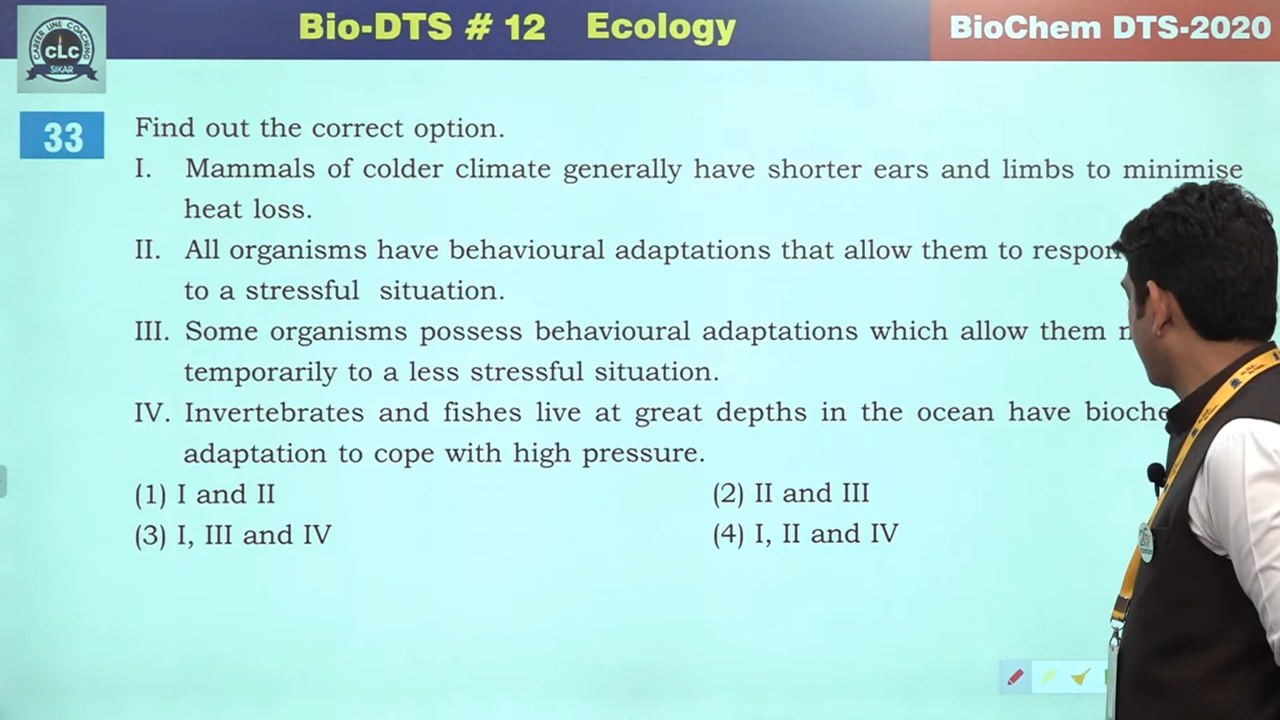 Bio-DTS # 12 Ecology
BioChem DTS-2020
CAREER LINE COACHING
CLC
SIKAR
33
Find out the correct option.
I. Mammals of colder climate generally have shorter ears and limbs to minimise
heat loss.
II. All organisms have behavioural adaptations that allow them to respon
to a stressful situation.
III. Some organisms possess behavioural adaptations which allow them
temporarily to a less stressful situation.
IV. Invertebrates and fishes live at great depths in the ocean have bioche
adaptation to cope with high pressure.
(1) I and II
(2) II and III
(3) I, III and IV
(4) I, II and IV